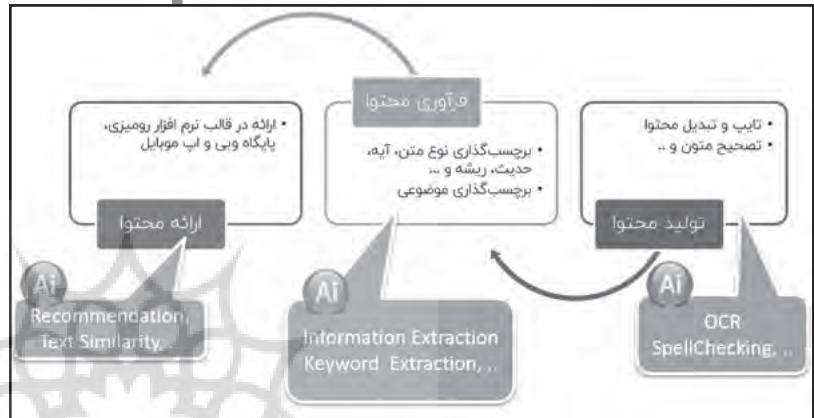 فرآوری محتوا
• تایپ و تبدیل محتوا
• تصحیح متون و ..
تولید محتوا
Ai
OCR
SpellChecking, ..
• برچسب‌گذاری نوع متن، آیه،
حدیث، ریشه و ...
• برچسب‌گذاری موضوعی
Ai
Information Extraction
Keyword Extraction, ..
• ارائه در قالب نرم افزار رومیزی،
پایگاه وبی و اپ موبایل
ارائه محتوا
Ai
Recommendation,
Text Similarity, ..